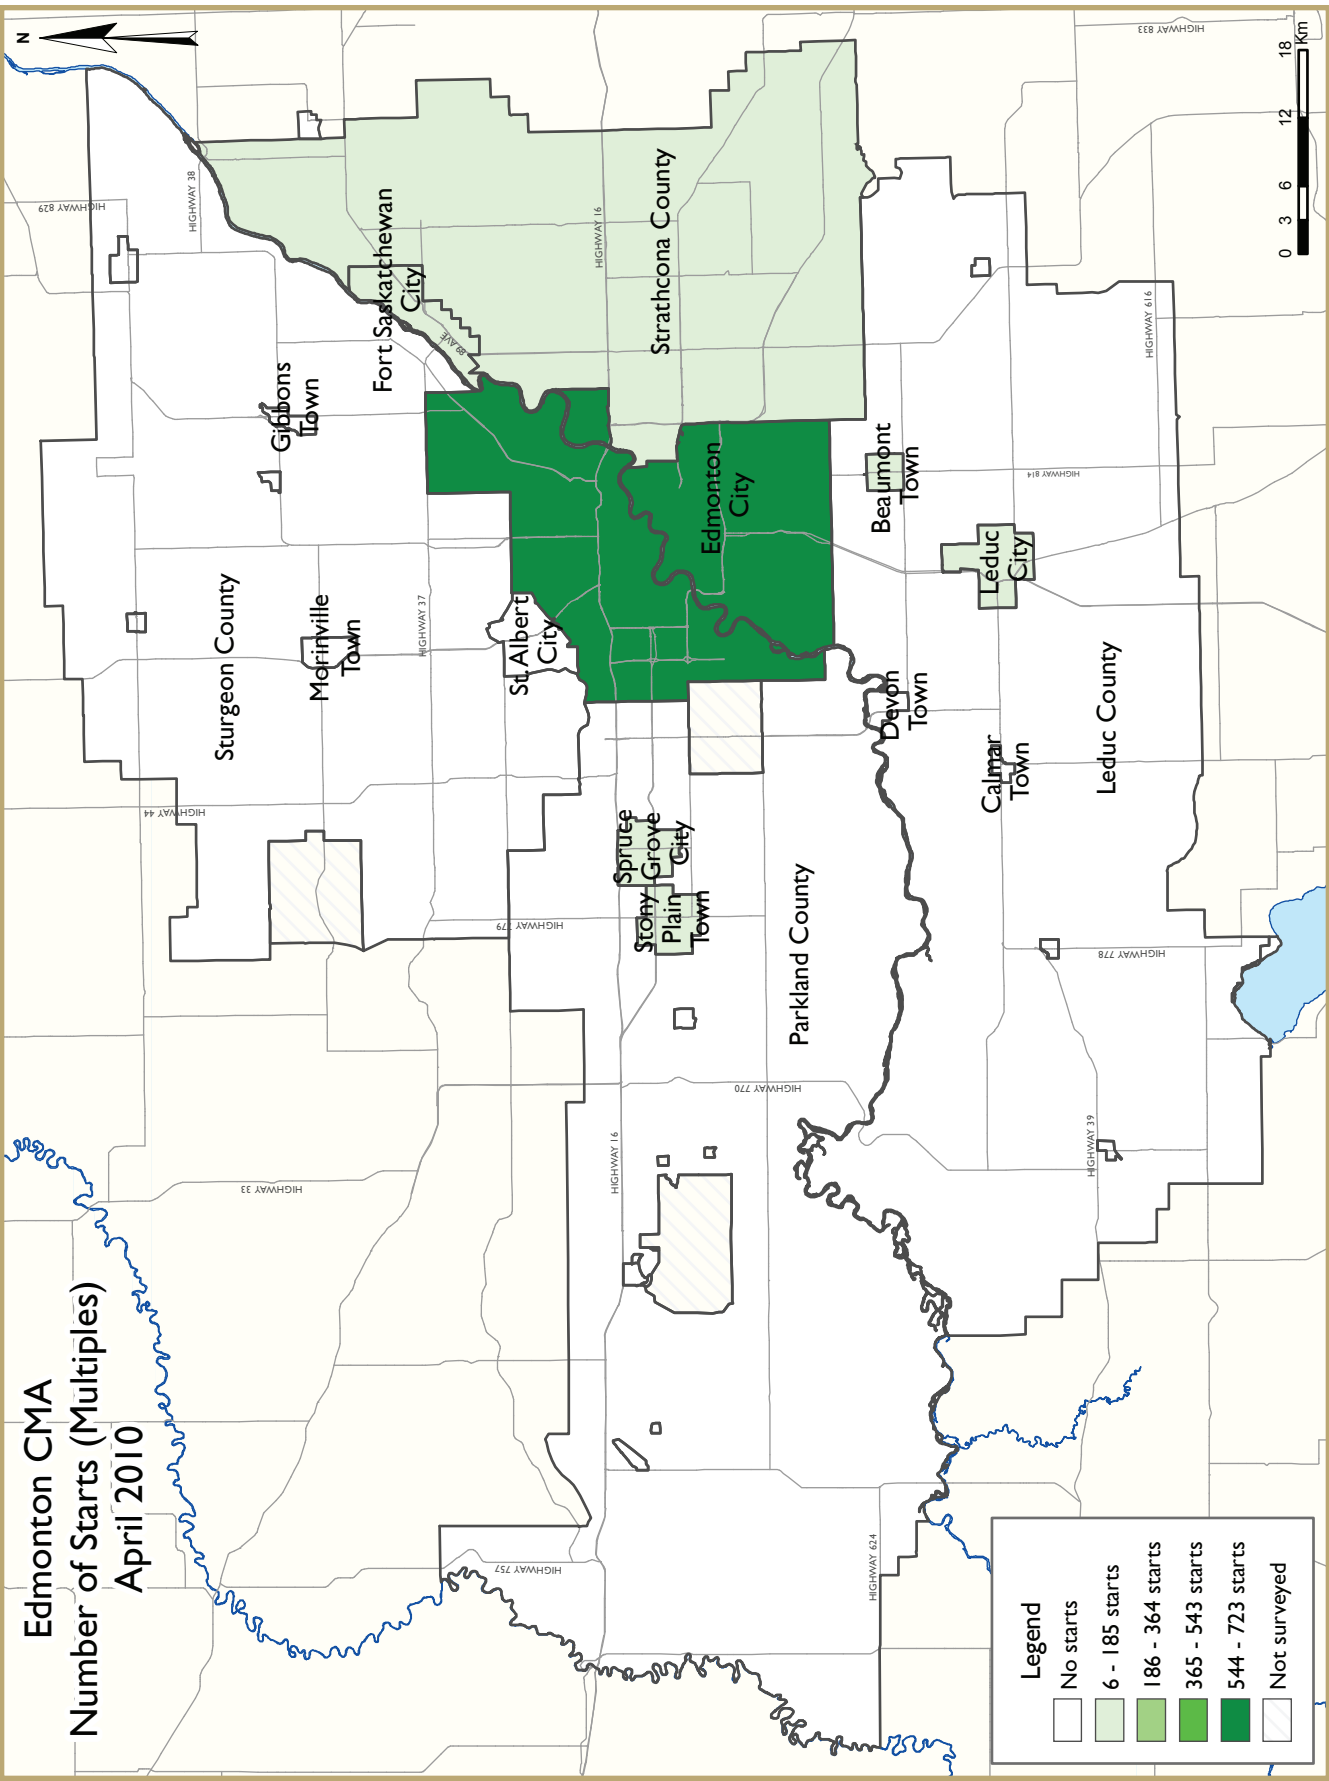 Edmonton CMA
Number of Starts (Multiples)
April 2010
N
HIGHWAY 829
HIGHWAY 38
HIGHWAY 44
HIGHWAY 33
Sturgeon County
Gibbons
Town
Morinville
Town
Fort Saskatchewan
City
89 AVE
HIGHWAY 37
HIGHWAY 779
HIGHWAY 757
St. Albert
City
HIGHWAY 16
HIGHWAY 16
Strathcona County
Edmonton
City
Spruce
Grove
City
Stony
Plain
Town
Parkland County
HIGHWAY 770
HIGHWAY 624
Beaumont
Town
Devon
Town
Leduc
City
Calmar
Town
HIGHWAY 814
Leduc County
HIGHWAY 778
HIGHWAY 39
HIGHWAY 616
HIGHWAY 833
Legend
No starts
6 - 185 starts
186 - 364 starts
365 - 543 starts
544 - 723 starts
Not surveyed
0 3 6 12 18
Km